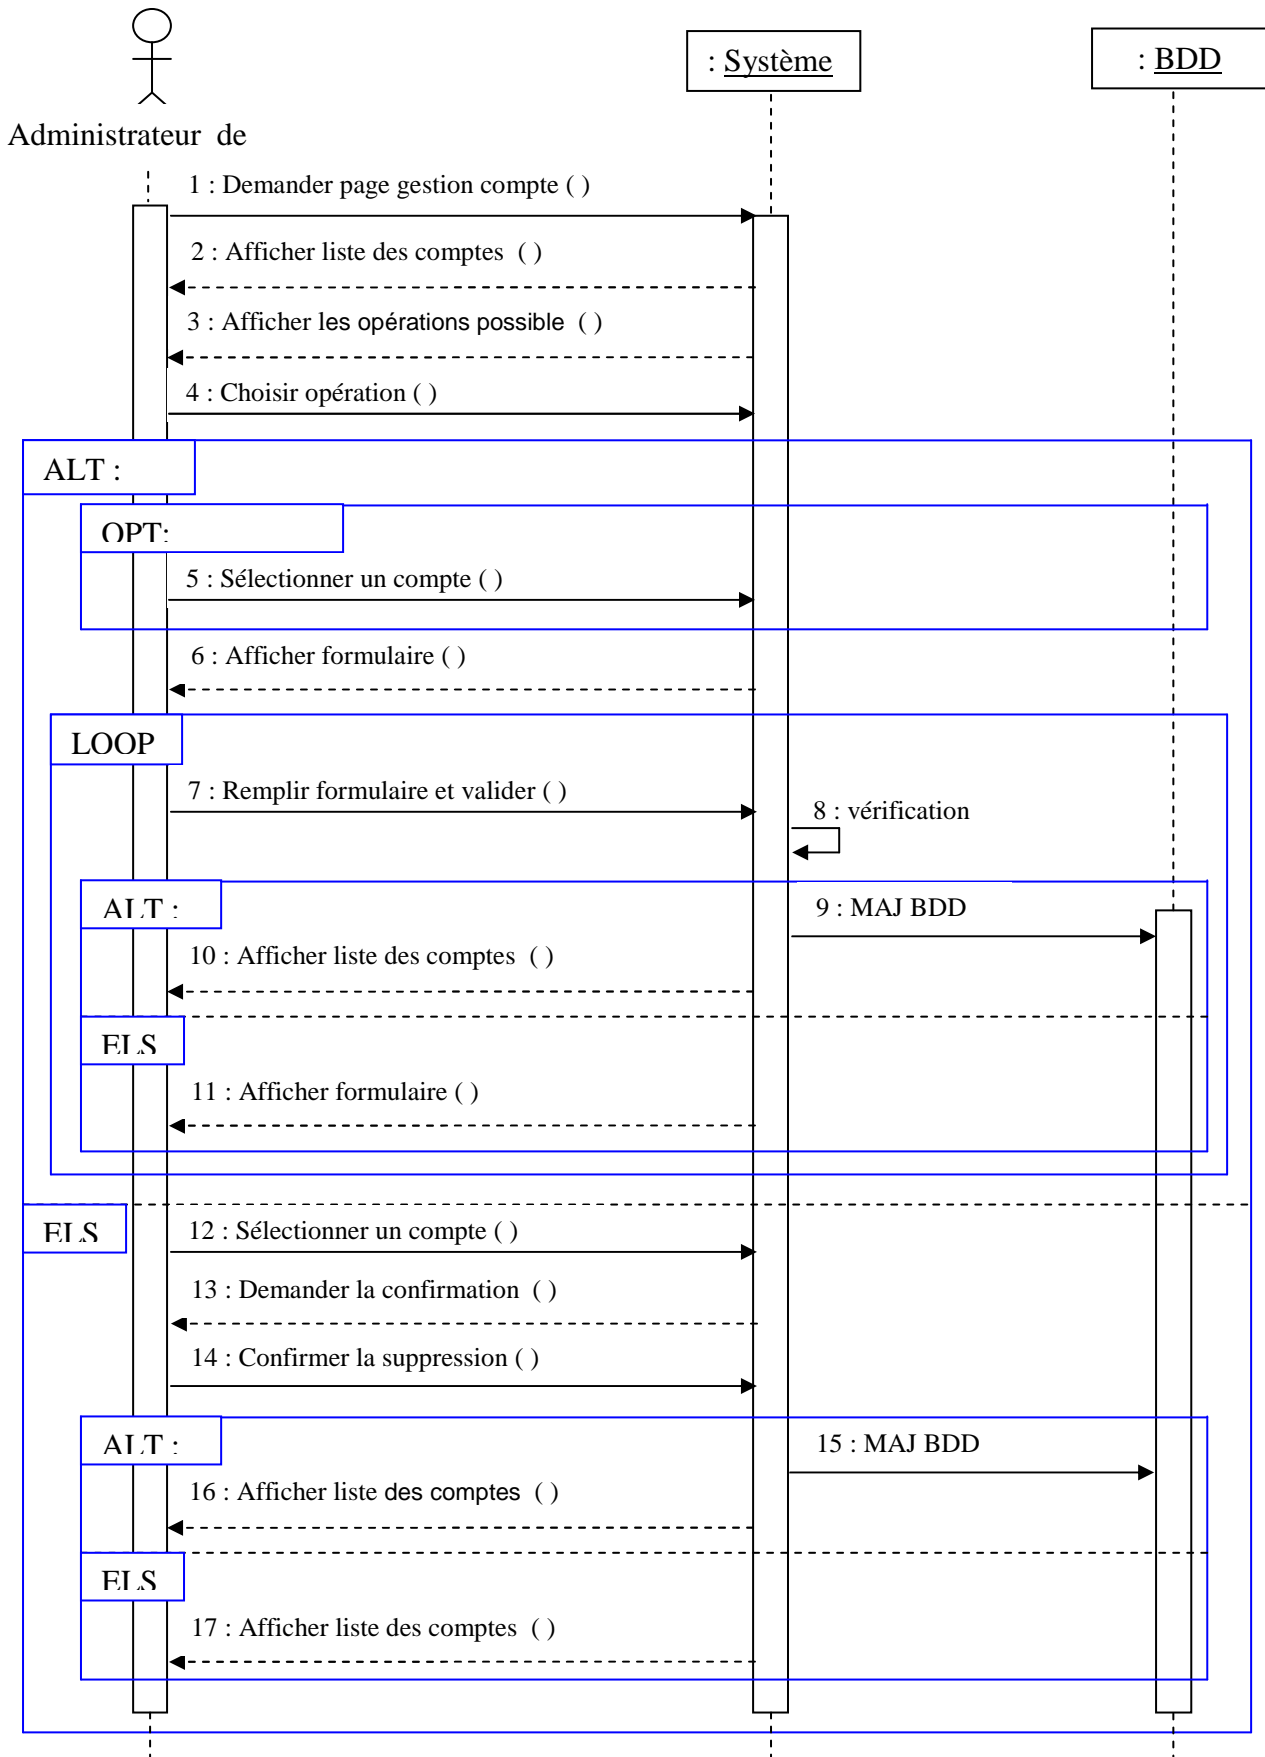 : Système
: BDD
Administrateur de
1 : Demander page gestion compte ( )
2 : Afficher liste des comptes ( )
3 : Afficher les opérations possible ( )
4 : Choisir opération ( )
ALT :
OPT:
5 : Sélectionner un compte ( )
6 : Afficher formulaire ( )
LOOP
7 : Remplir formulaire et valider ( )
8 : vérification
ALT :
9 : MAJ BDD
10 : Afficher liste des comptes ( )
ELS
11 : Afficher formulaire ( )
ELS
12 : Sélectionner un compte ( )
13 : Demander la confirmation ( )
14 : Confirmer la suppression ( )
ALT :
15 : MAJ BDD
16 : Afficher liste des comptes ( )
ELS
17 : Afficher liste des comptes ( )